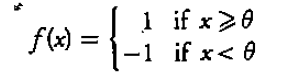 f(x) = { 1 if x ⩾ θ
-1 if x < θ